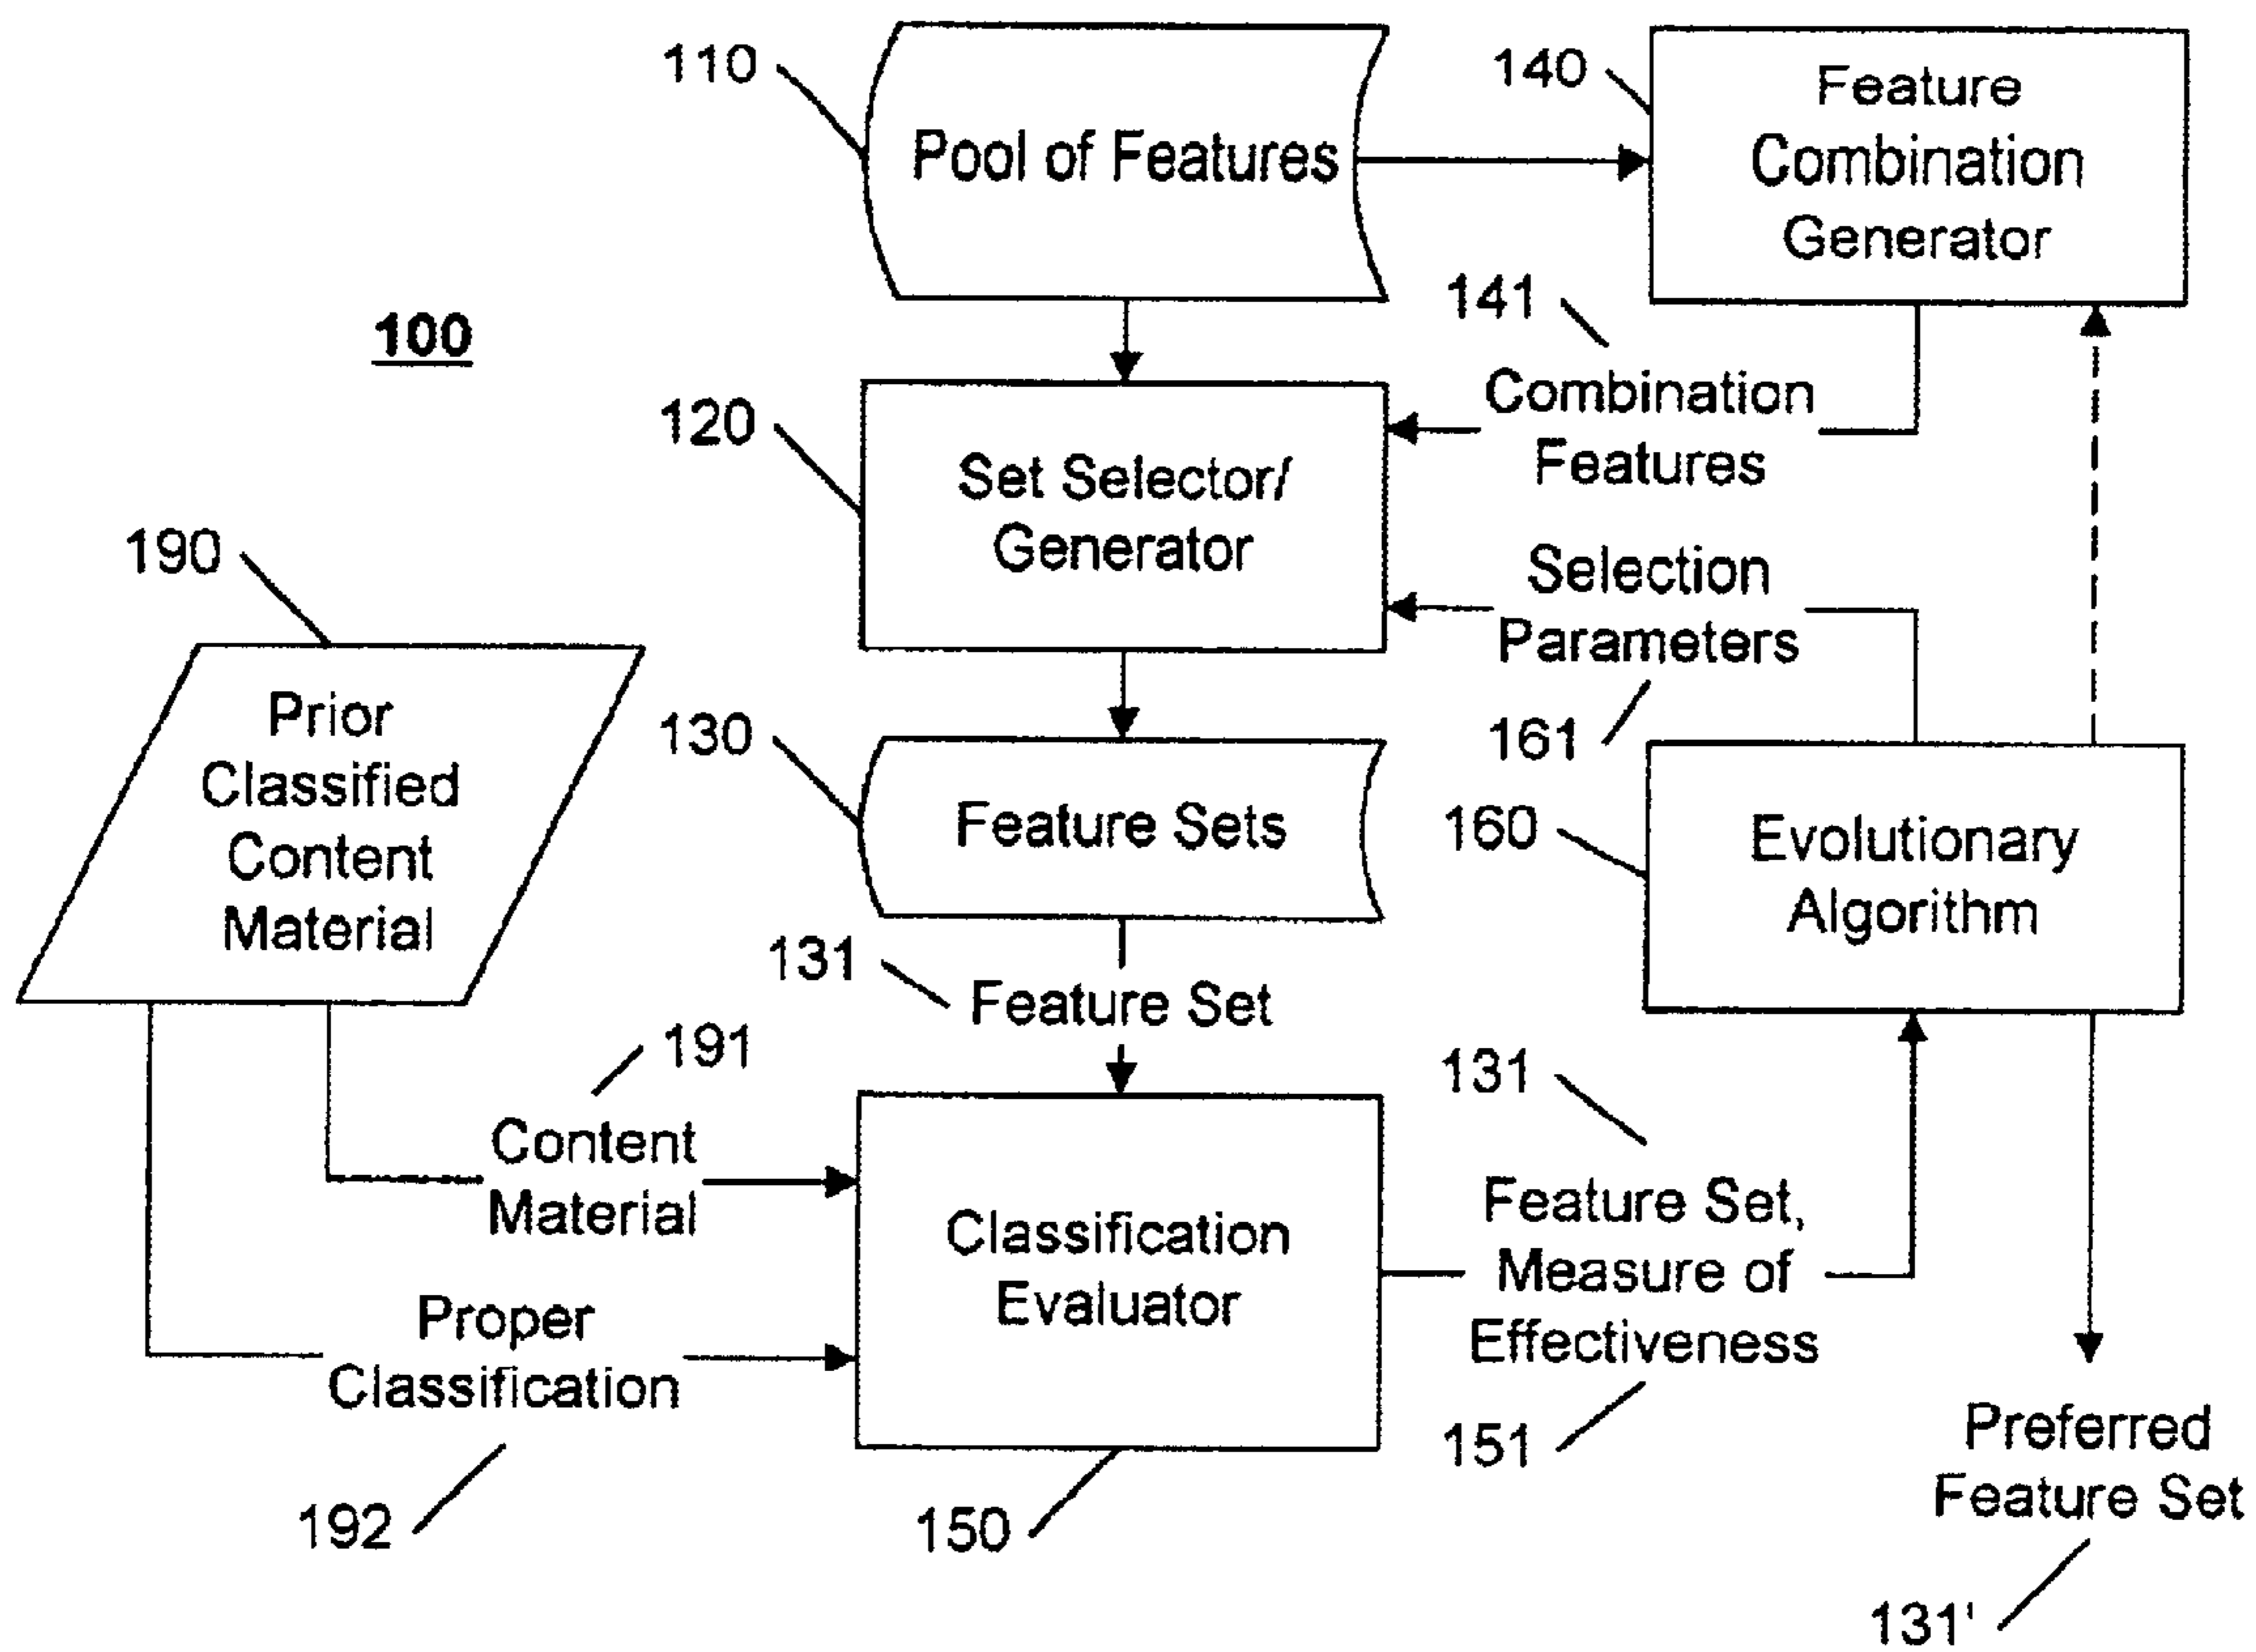 110
Pool of Features
140
Feature
Combination
Generator
100
141
Combination
Features
120
Set Selector/
Generator
Selection
Parameters
161
190
Prior
Classified
Content
Material
130
Feature Sets
160
Evolutionary
Algorithm
131
Feature Set
191
Content
Material
131
Feature Set,
Measure of
Effectiveness
151
Classification
Evaluator
Proper
Classification
192
150
Preferred
Feature Set
131'